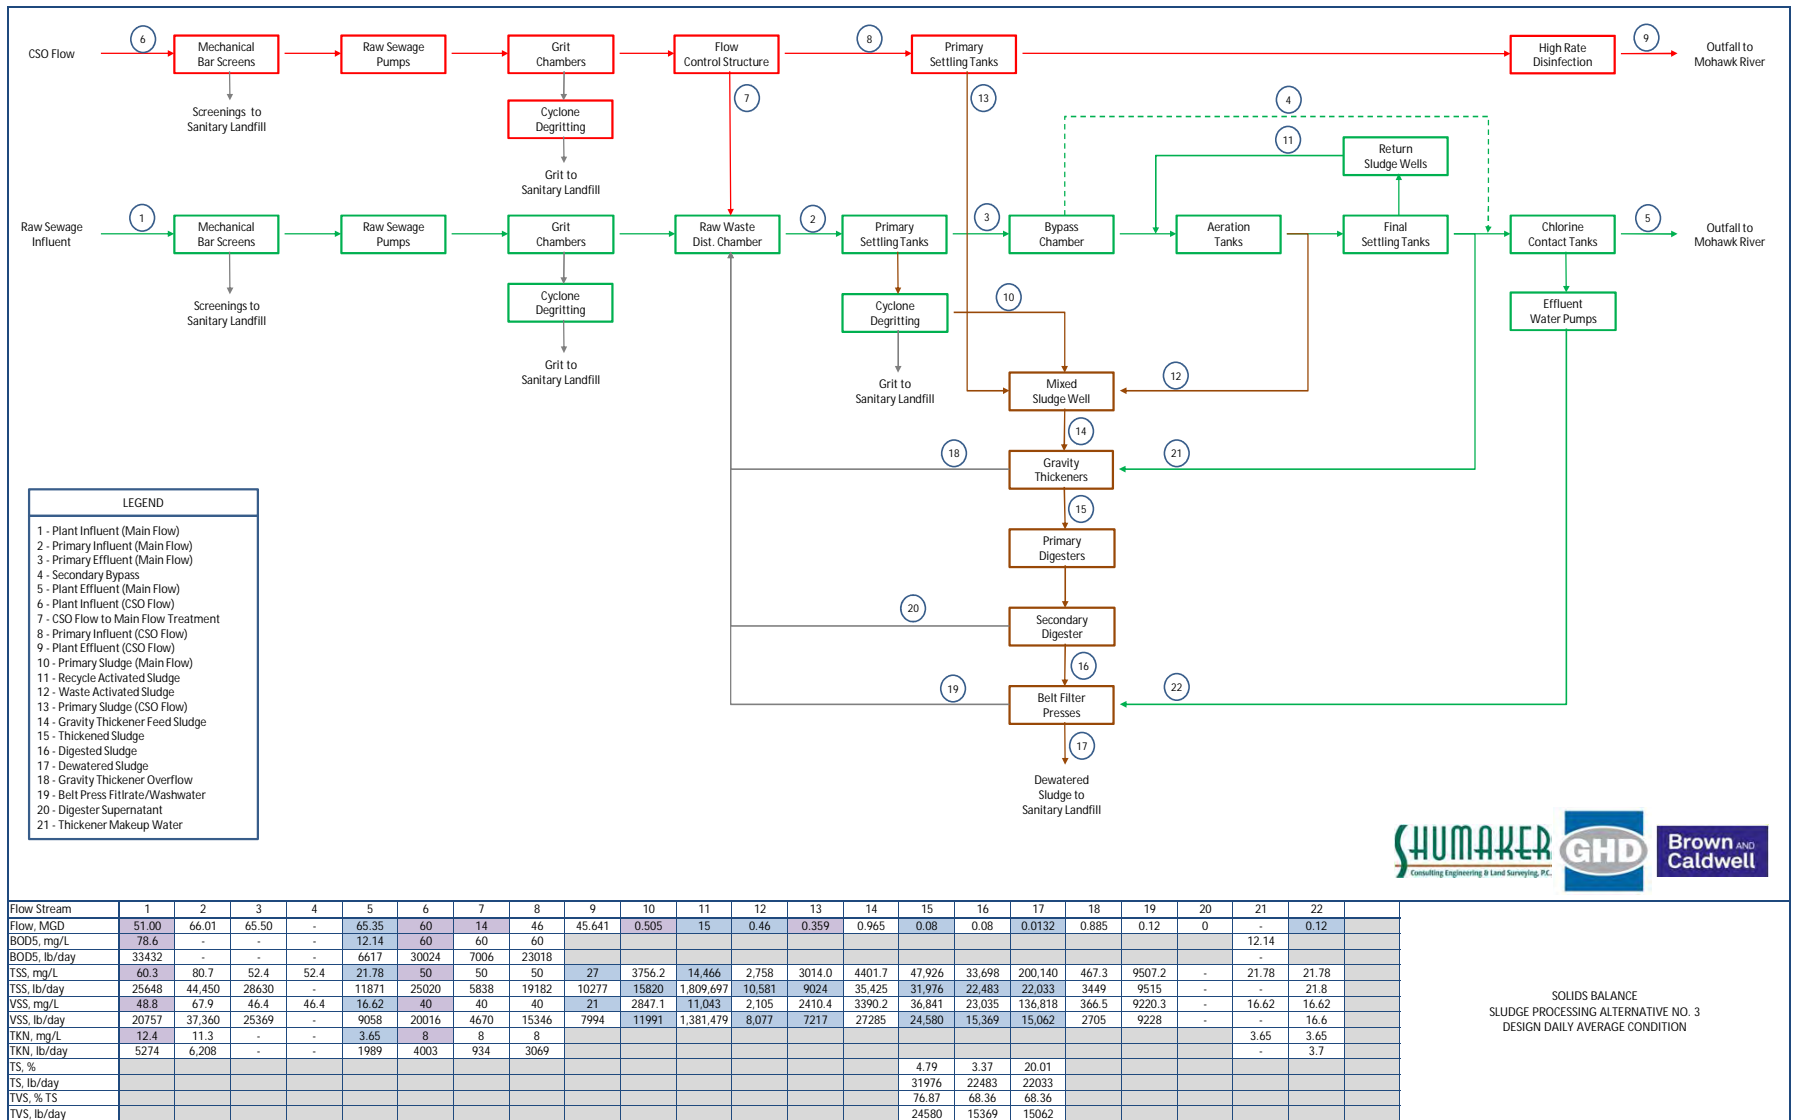 CSO Flow
6
Mechanical
Bar Screens
Raw Sewage
Pumps
Grit
Chambers
Flow
Control Structure
8
Primary
Settling Tanks
High Rate
Disinfection
9
Outfall to
Mohawk River
Screenings to
Sanitary Landfill
Cyclone
Degritting
7
13
4
Grit to
Sanitary Landfill
11
Return
Sludge Wells
Raw Sewage
Influent
1
Mechanical
Bar Screens
Raw Sewage
Pumps
Grit
Chambers
Raw Waste
Dist. Chamber
2
Primary
Settling Tanks
3
Bypass
Chamber
Aeration
Tanks
Final
Settling Tanks
Chlorine
Contact Tanks
5
Outfall to
Mohawk River
Screenings to
Sanitary Landfill
Cyclone
Degritting
Cyclone
Degritting
10
Effluent
Water Pumps
Grit to
Sanitary Landfill
Grit to
Sanitary Landfill
Mixed
Sludge Well
12
14
18
Gravity
Thickeners
21
15
Primary
Digesters
20
Secondary
Digester
16
19
Belt Filter
Presses
22
17
Dewatered
Sludge to
Sanitary Landfill
LEGEND
1 - Plant Influent (Main Flow)
2 - Primary Influent (Main Flow)
3 - Primary Effluent (Main Flow)
4 - Secondary Bypass
5 - Plant Effluent (Main Flow)
6 - Plant Influent (CSO Flow)
7 - CSO Flow to Main Flow Treatment
8 - Primary Influent (CSO Flow)
9 - Plant Effluent (CSO Flow)
10 - Primary Sludge (Main Flow)
11 - Recycle Activated Sludge
12 - Waste Activated Sludge
13 - Primary Sludge (CSO Flow)
14 - Gravity Thickener Feed Sludge
15 - Thickened Sludge
16 - Digested Sludge
17 - Dewatered Sludge
18 - Gravity Thickener Overflow
19 - Belt Press Fitlrate/Washwater
20 - Digester Supernatant
21 - Thickener Makeup Water
SHUMAKER
Consulting Engineering & Land Surveying, P.C.
GHD
Brown AND
Caldwell
Flow Stream 1 2 3 4 5 6 7 8 9 10 11 12 13 14 15 16 17 18 19 20 21 22
Flow, MGD 51.00 66.01 65.50 - 65.35 60 14 46 45.641 0.505 15 0.46 0.359 0.965 0.08 0.08 0.0132 0.885 0.12 0 - 0.12
BOD5, mg/L 78.6 - - - 12.14 60 60 60 12.14
BOD5, lb/day 33432 - - - 6617 30024 7006 23018 -
TSS, mg/L 60.3 80.7 52.4 52.4 21.78 50 50 50 27 3756.2 14,466 2,758 3014.0 4401.7 47,926 33,698 200,140 467.3 9507.2 - 21.78 21.78
TSS, lb/day 25648 44,450 28630 - 11871 25020 5838 19182 10277 15820 1,809,697 10,581 9024 35,425 31,976 22,483 22,033 3449 9515 - - 21.8
VSS, mg/L 48.8 67.9 46.4 46.4 16.62 40 40 40 21 2847.1 11,043 2,105 2410.4 3390.2 36,841 23,035 136,818 366.5 9220.3 - 16.62 16.62
VSS, lb/day 20757 37,360 25369 - 9058 20016 4670 15346 7994 11991 1,381,479 8,077 7217 27285 24,580 15,369 15,062 2705 9228 - - 16.6
TKN, mg/L 12.4 11.3 - - 3.65 8 8 8 3.65 3.65
TKN, lb/day 5274 6,208 - - 1989 4003 934 3069 - 3.7
TS, % 4.79 3.37 20.01
TS, lb/day 31976 22483 22033
TVS, % TS 76.87 68.36 68.36
TVS, lb/day 24580 15369 15062
SOLIDS BALANCE
SLUDGE PROCESSING ALTERNATIVE NO. 3
DESIGN DAILY AVERAGE CONDITION